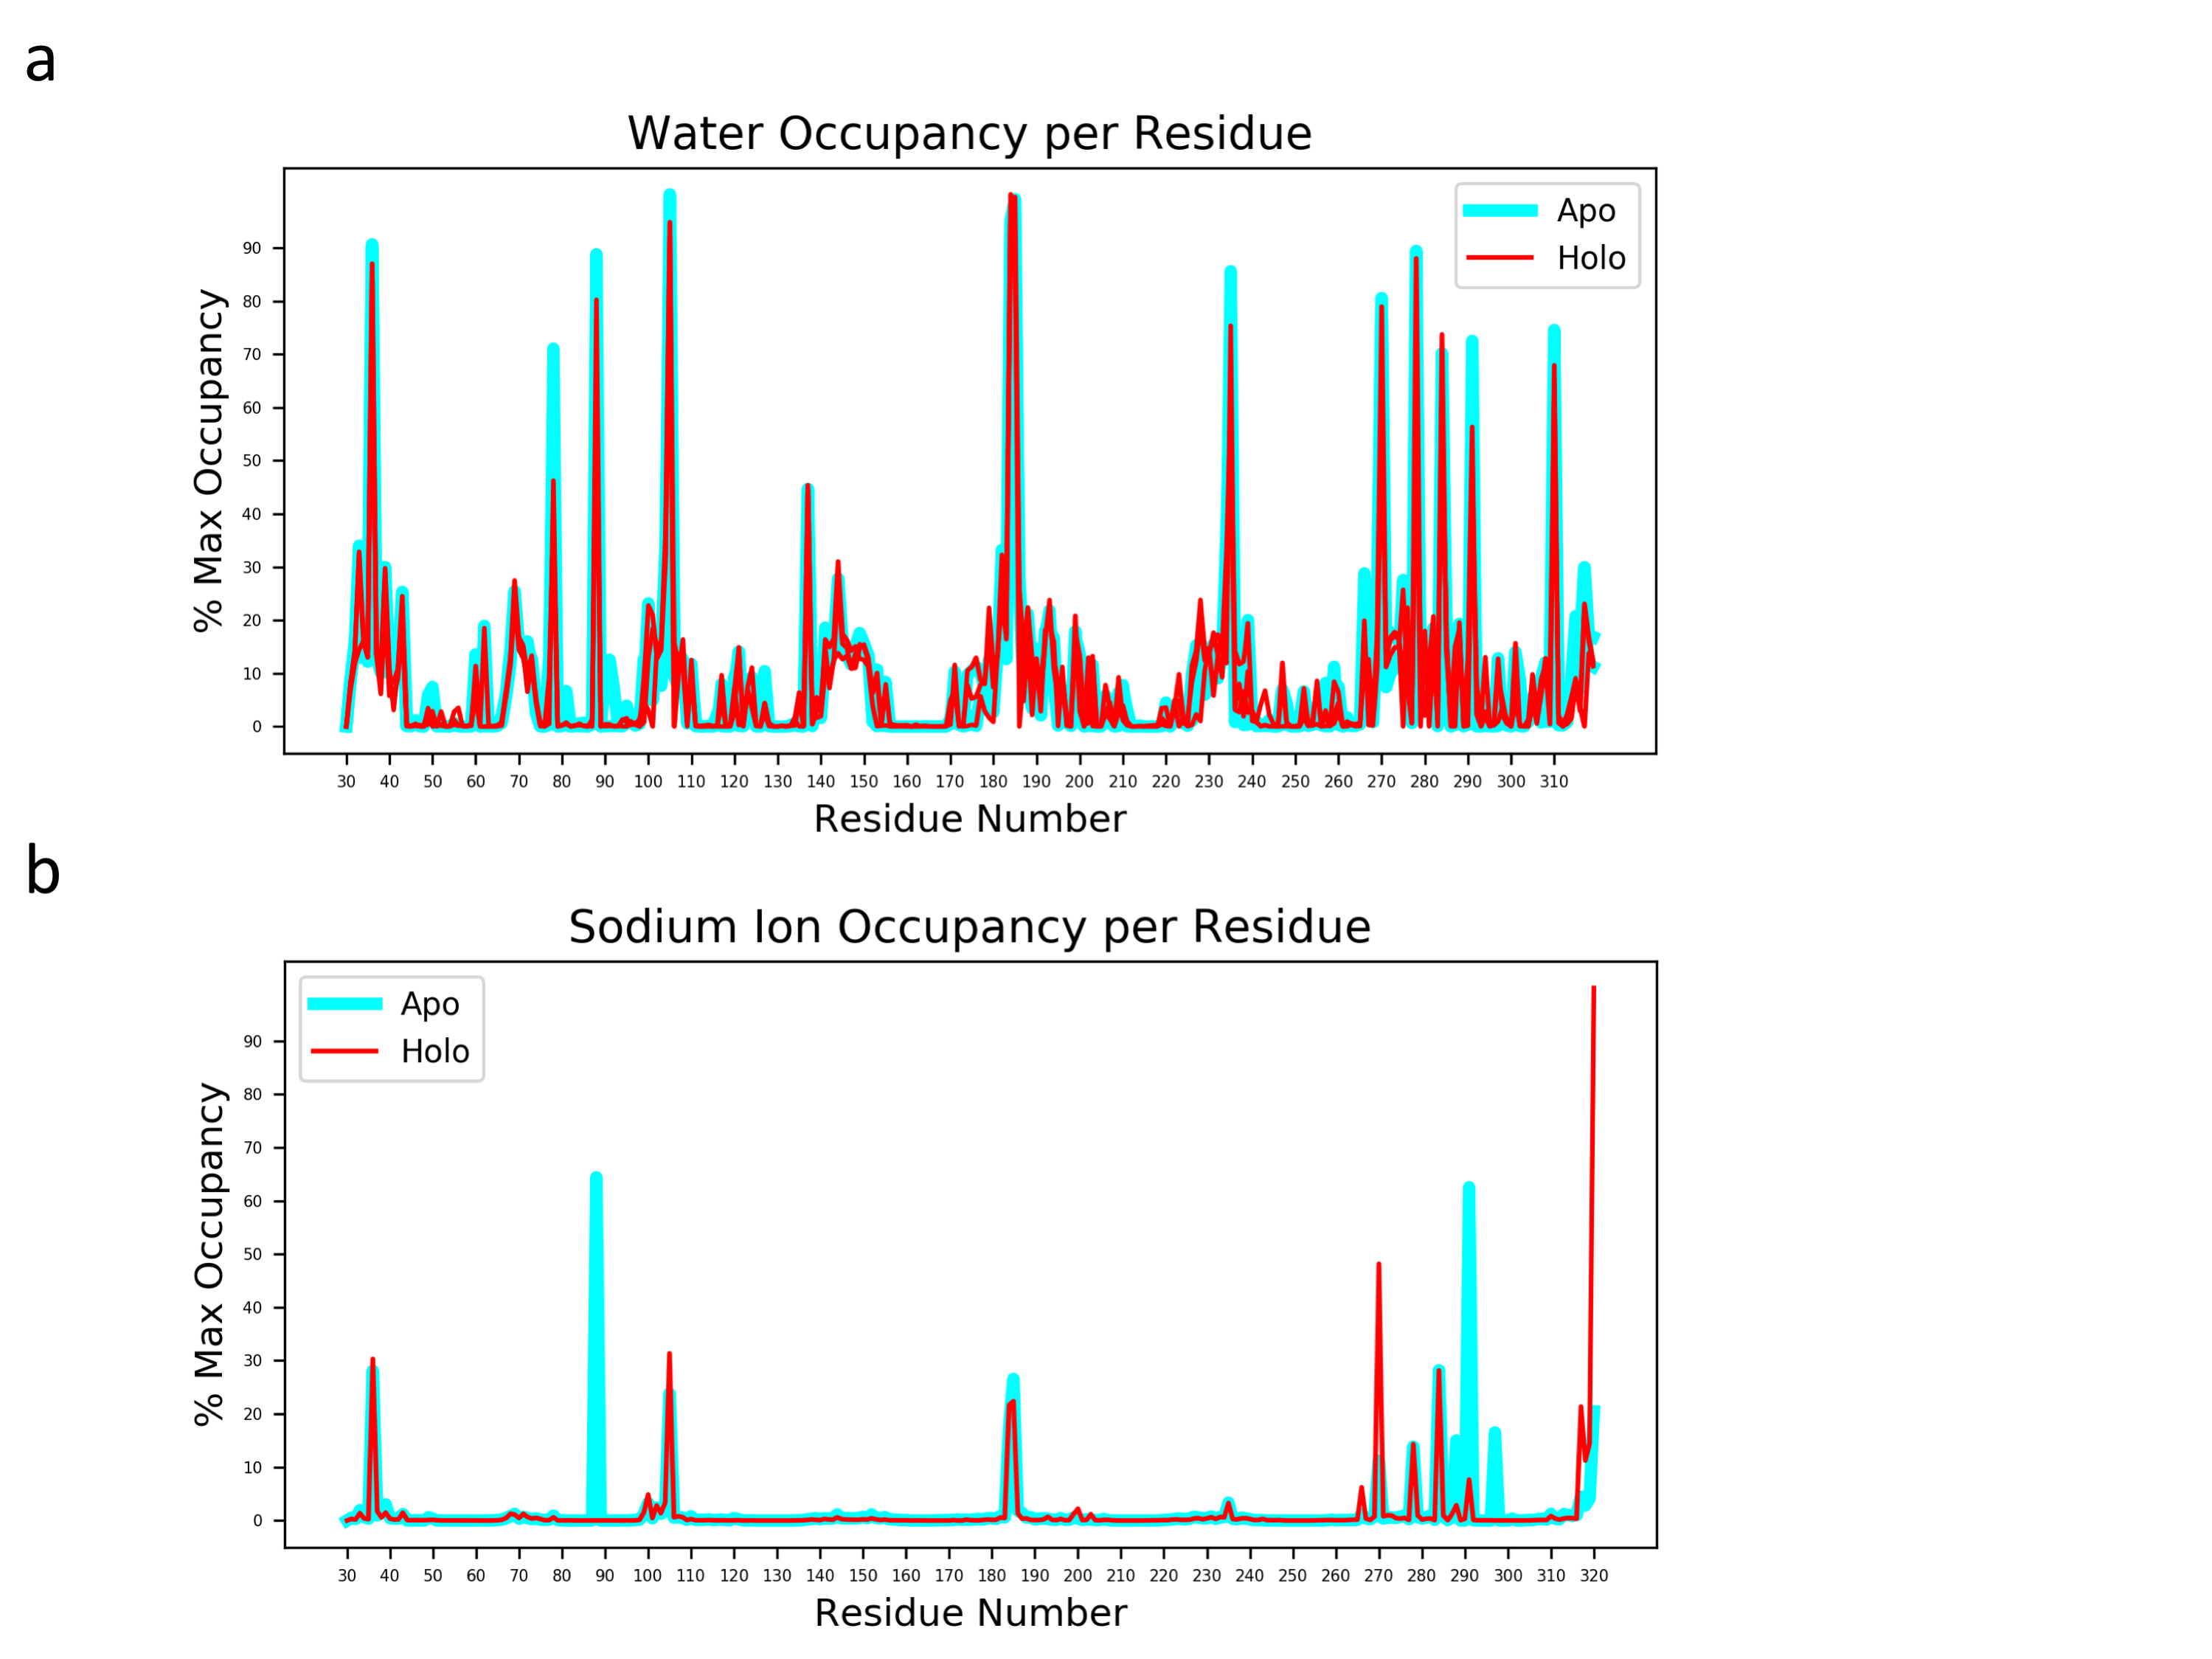 a
Water Occupancy per Residue
% Max Occupancy
90
80
70
60
50
40
30
20
10
0
Apo
Holo
30 40 50 60 70 80 90 100 110 120 130 140 150 160 170 180 190 200 210 220 230 240 250 260 270 280 290 300 310
Residue Number
b
Sodium Ion Occupancy per Residue
% Max Occupancy
90
80
70
60
50
40
30
20
10
0
Apo
Holo
30 40 50 60 70 80 90 100 110 120 130 140 150 160 170 180 190 200 210 220 230 240 250 260 270 280 290 300 310 320
Residue Number